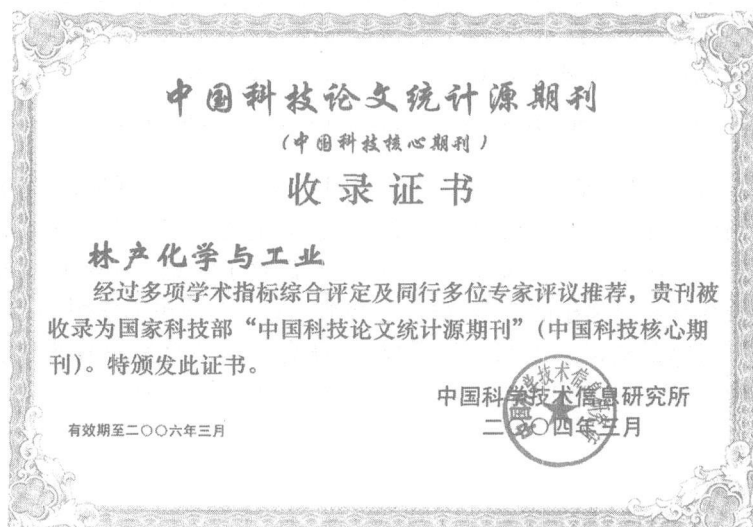 中国科技论文统计源期刊
(中国科技核心期刊)
收录证书
林产化学与工业
经过多项学术指标综合评定及同行多位专家评议推荐，贵刊被
收录为国家科技部“中国科技论文统计源期刊”(中国科技核心期
刊)。特颁发此证书。
中国科学技术信息研究所
二〇〇四年三月
有效期至二〇〇六年三月